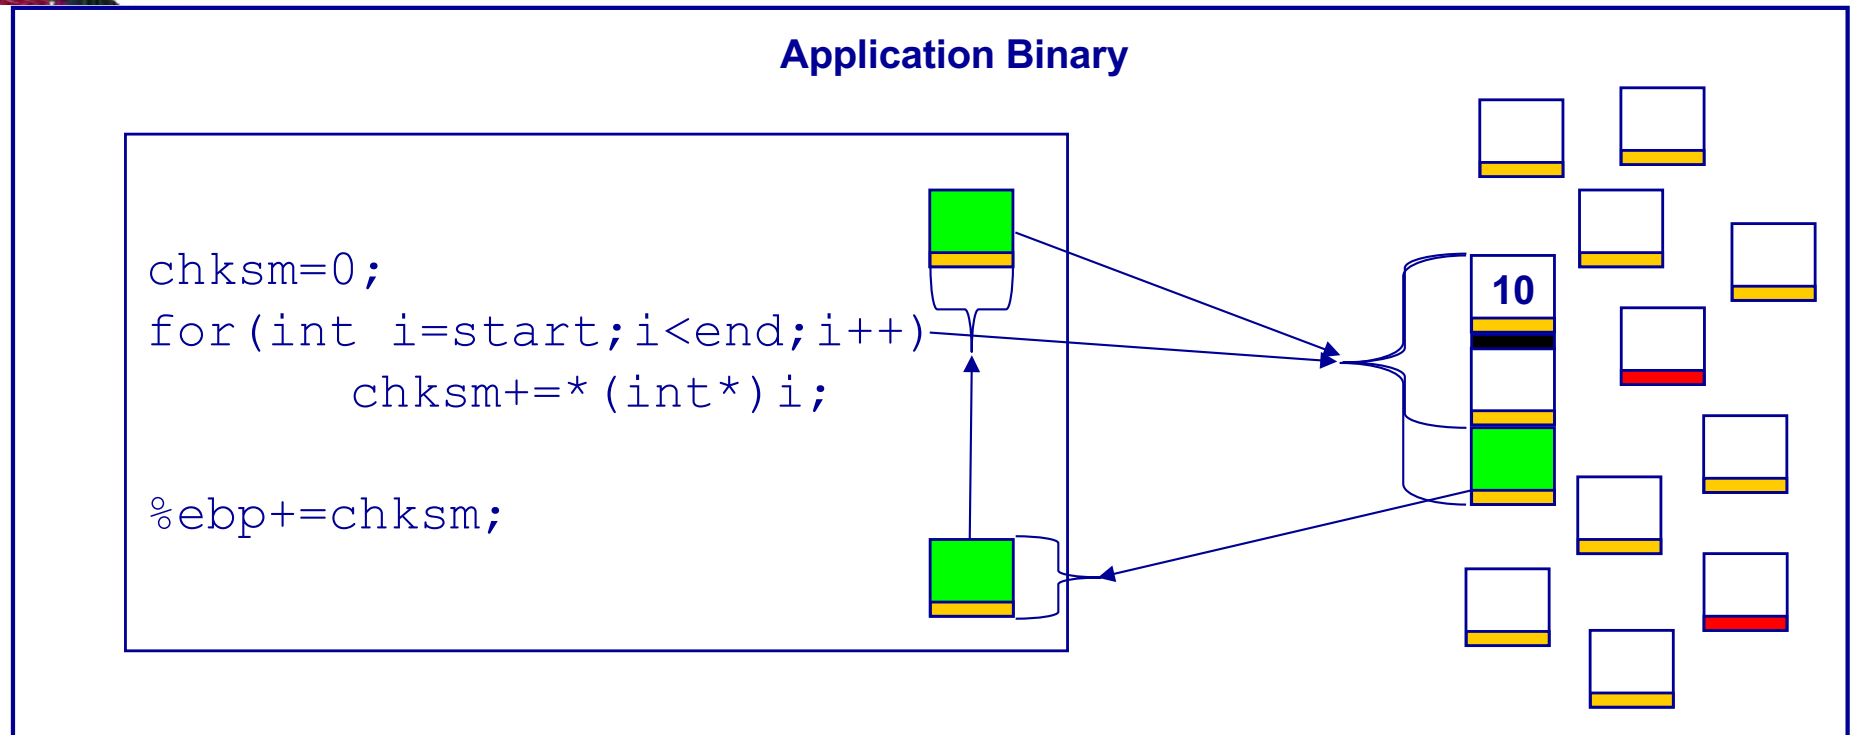 Application Binary
chksm=0;
for(int i=start;i<end;i++)
chksm+=*(int*)i;
%ebp+=chksm;
10